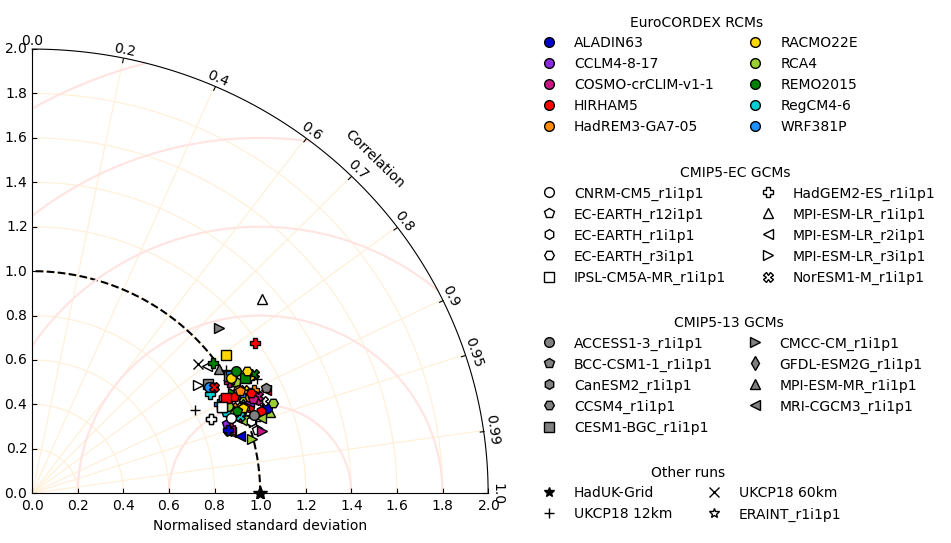 EuroCORDEX RCMs
ALADIN63 RACMO22E
CCLM4-8-17 RCA4
COSMO-crCLIM-v1-1 REMO2015
HIRHAM5 RegCM4-6
HadREM3-GA7-05 WRF381P
CMIP5-EC GCMs
CNRM-CM5_r1i1p1 HadGEM2-ES_r1i1p1
EC-EARTH_r12i1p1 MPI-ESM-LR_r1i1p1
EC-EARTH_r1i1p1 MPI-ESM-LR_r2i1p1
EC-EARTH_r3i1p1 MPI-ESM-LR_r3i1p1
IPSL-CM5A-MR_r1i1p1 NorESM1-M_r1i1p1
CMIP5-13 GCMs
ACCESS1-3_r1i1p1 CMCC-CM_r1i1p1
BCC-CSM1-1_r1i1p1 GFDL-ESM2G_r1i1p1
CanESM2_r1i1p1 MPI-ESM-MR_r1i1p1
CCSM4_r1i1p1 MRI-CGCM3_r1i1p1
CESM1-BGC_r1i1p1
Other runs
HadUK-Grid UKCP18 60km
UKCP18 12km ERAINT_r1i1p1
0.0
0.2
0.4
0.6
0.7
0.8
0.9
0.95
0.99
1.0
Correlation
2.0
1.8
1.6
1.4
1.2
1.0
0.8
0.6
0.4
0.2
0.0
0.0 0.2 0.4 0.6 0.8 1.0 1.2 1.4 1.6 1.8 2.0
Normalised standard deviation